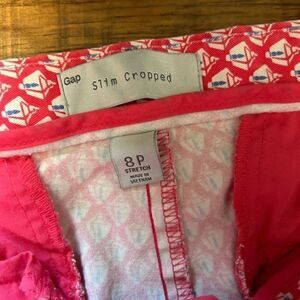 Gap
Slim Cropped
8P
STRETCH
MADE IN
VIETNAM